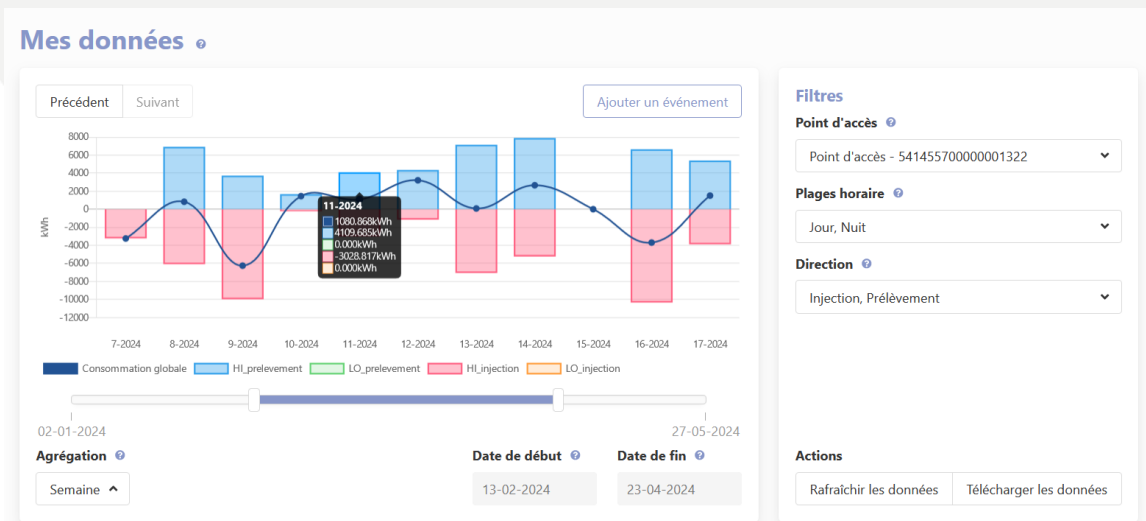 Mes données ?
Précédent Suivant
Ajouter un événement
8000
6000
4000
2000
0
-2000
-4000
-6000
-8000
-10000
-12000
kWh
11-2024
1080.868kWh
4109.685kWh
0.000kWh
-3028.817kWh
0.000kWh
7-2024 8-2024 9-2024 10-2024 11-2024 12-2024 13-2024 14-2024 15-2024 16-2024 17-2024
Consommation globale HI_prelevement LO_prelevement HI_injection LO_injection
02-01-2024 27-05-2024
Agrégation ?
Semaine
Date de début ?
13-02-2024
Date de fin ?
23-04-2024
Filtres
Point d'accès ?
Point d'accès - 541455700000001322
Plages horaire ?
Jour, Nuit
Direction ?
Injection, Prélèvement
Actions
Rafraîchir les données Télécharger les données